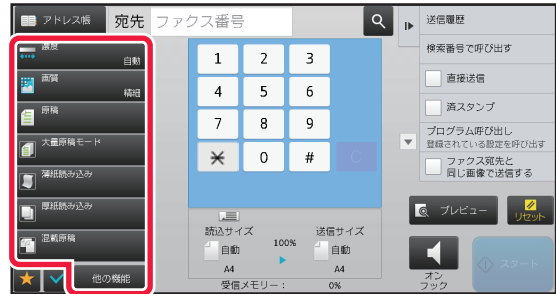 アドレス帳
宛先
ファクス番号
濃度
自動
画質
精細
原稿
大量原稿モード
薄紙読み込み
厚紙読み込み
混載原稿
他の機能
1 2 3
4 5 6
7 8 9
0 # C
読込サイズ
自動
A4
100%
送信サイズ
自動
A4
受信メモリー： 0%
送信履歴
検索番号で呼び出す
直接送信
済スタンプ
プログラム呼び出し
登録されている設定を呼び出す
ファクス宛先と
同じ画像で送信する
プレビュー
リセット
オン
フック
スタート